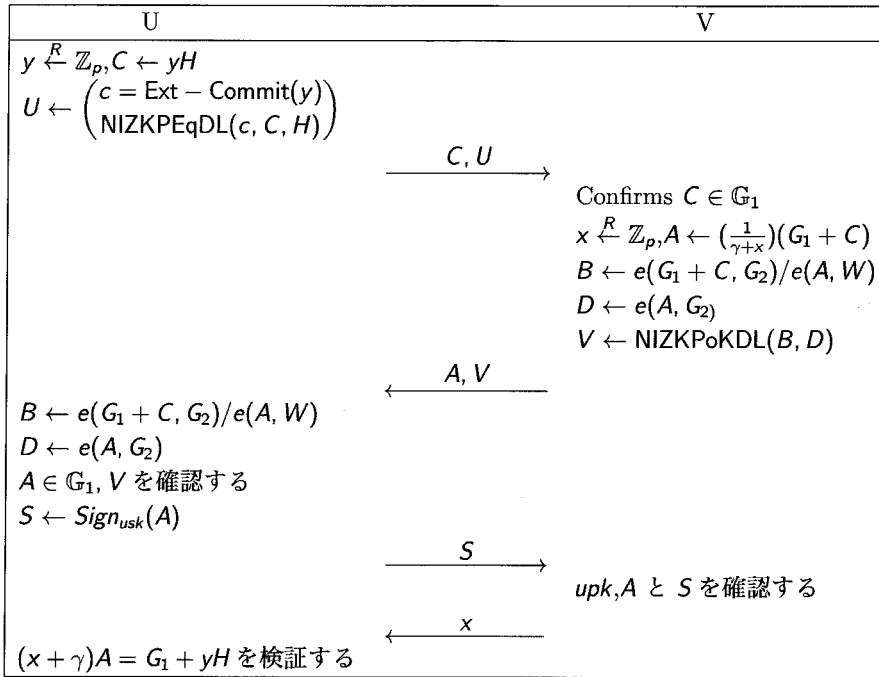 U V
y ←R ℤp, C ← yH
U ← ( c = Ext − Commit(y)
NIZKPEqDL(c, C, H) )
C, U
Confirms C ∈ 𝔾1
x ←R ℤp, A ← (1/(γ+x))(G1 + C)
B ← e(G1 + C, G2)/e(A, W)
D ← e(A, G2)
V ← NIZKPoKDL(B, D)
A, V
B ← e(G1 + C, G2)/e(A, W)
D ← e(A, G2)
A ∈ 𝔾1, V を確認する
S ← Sign_usk(A)
S
upk,A と S を確認する
x
(x + γ)A = G1 + yH を検証する